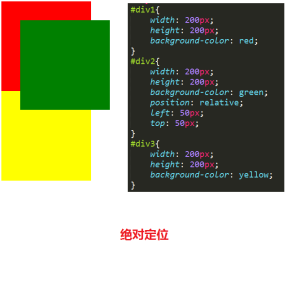 #div1{
width: 200px;
height: 200px;
background-color: red;
}
#div2{
width: 200px;
height: 200px;
background-color: green;
position: relative;
left: 50px;
top: 50px;
}
#div3{
width: 200px;
height: 200px;
background-color: yellow;
}
绝对定位